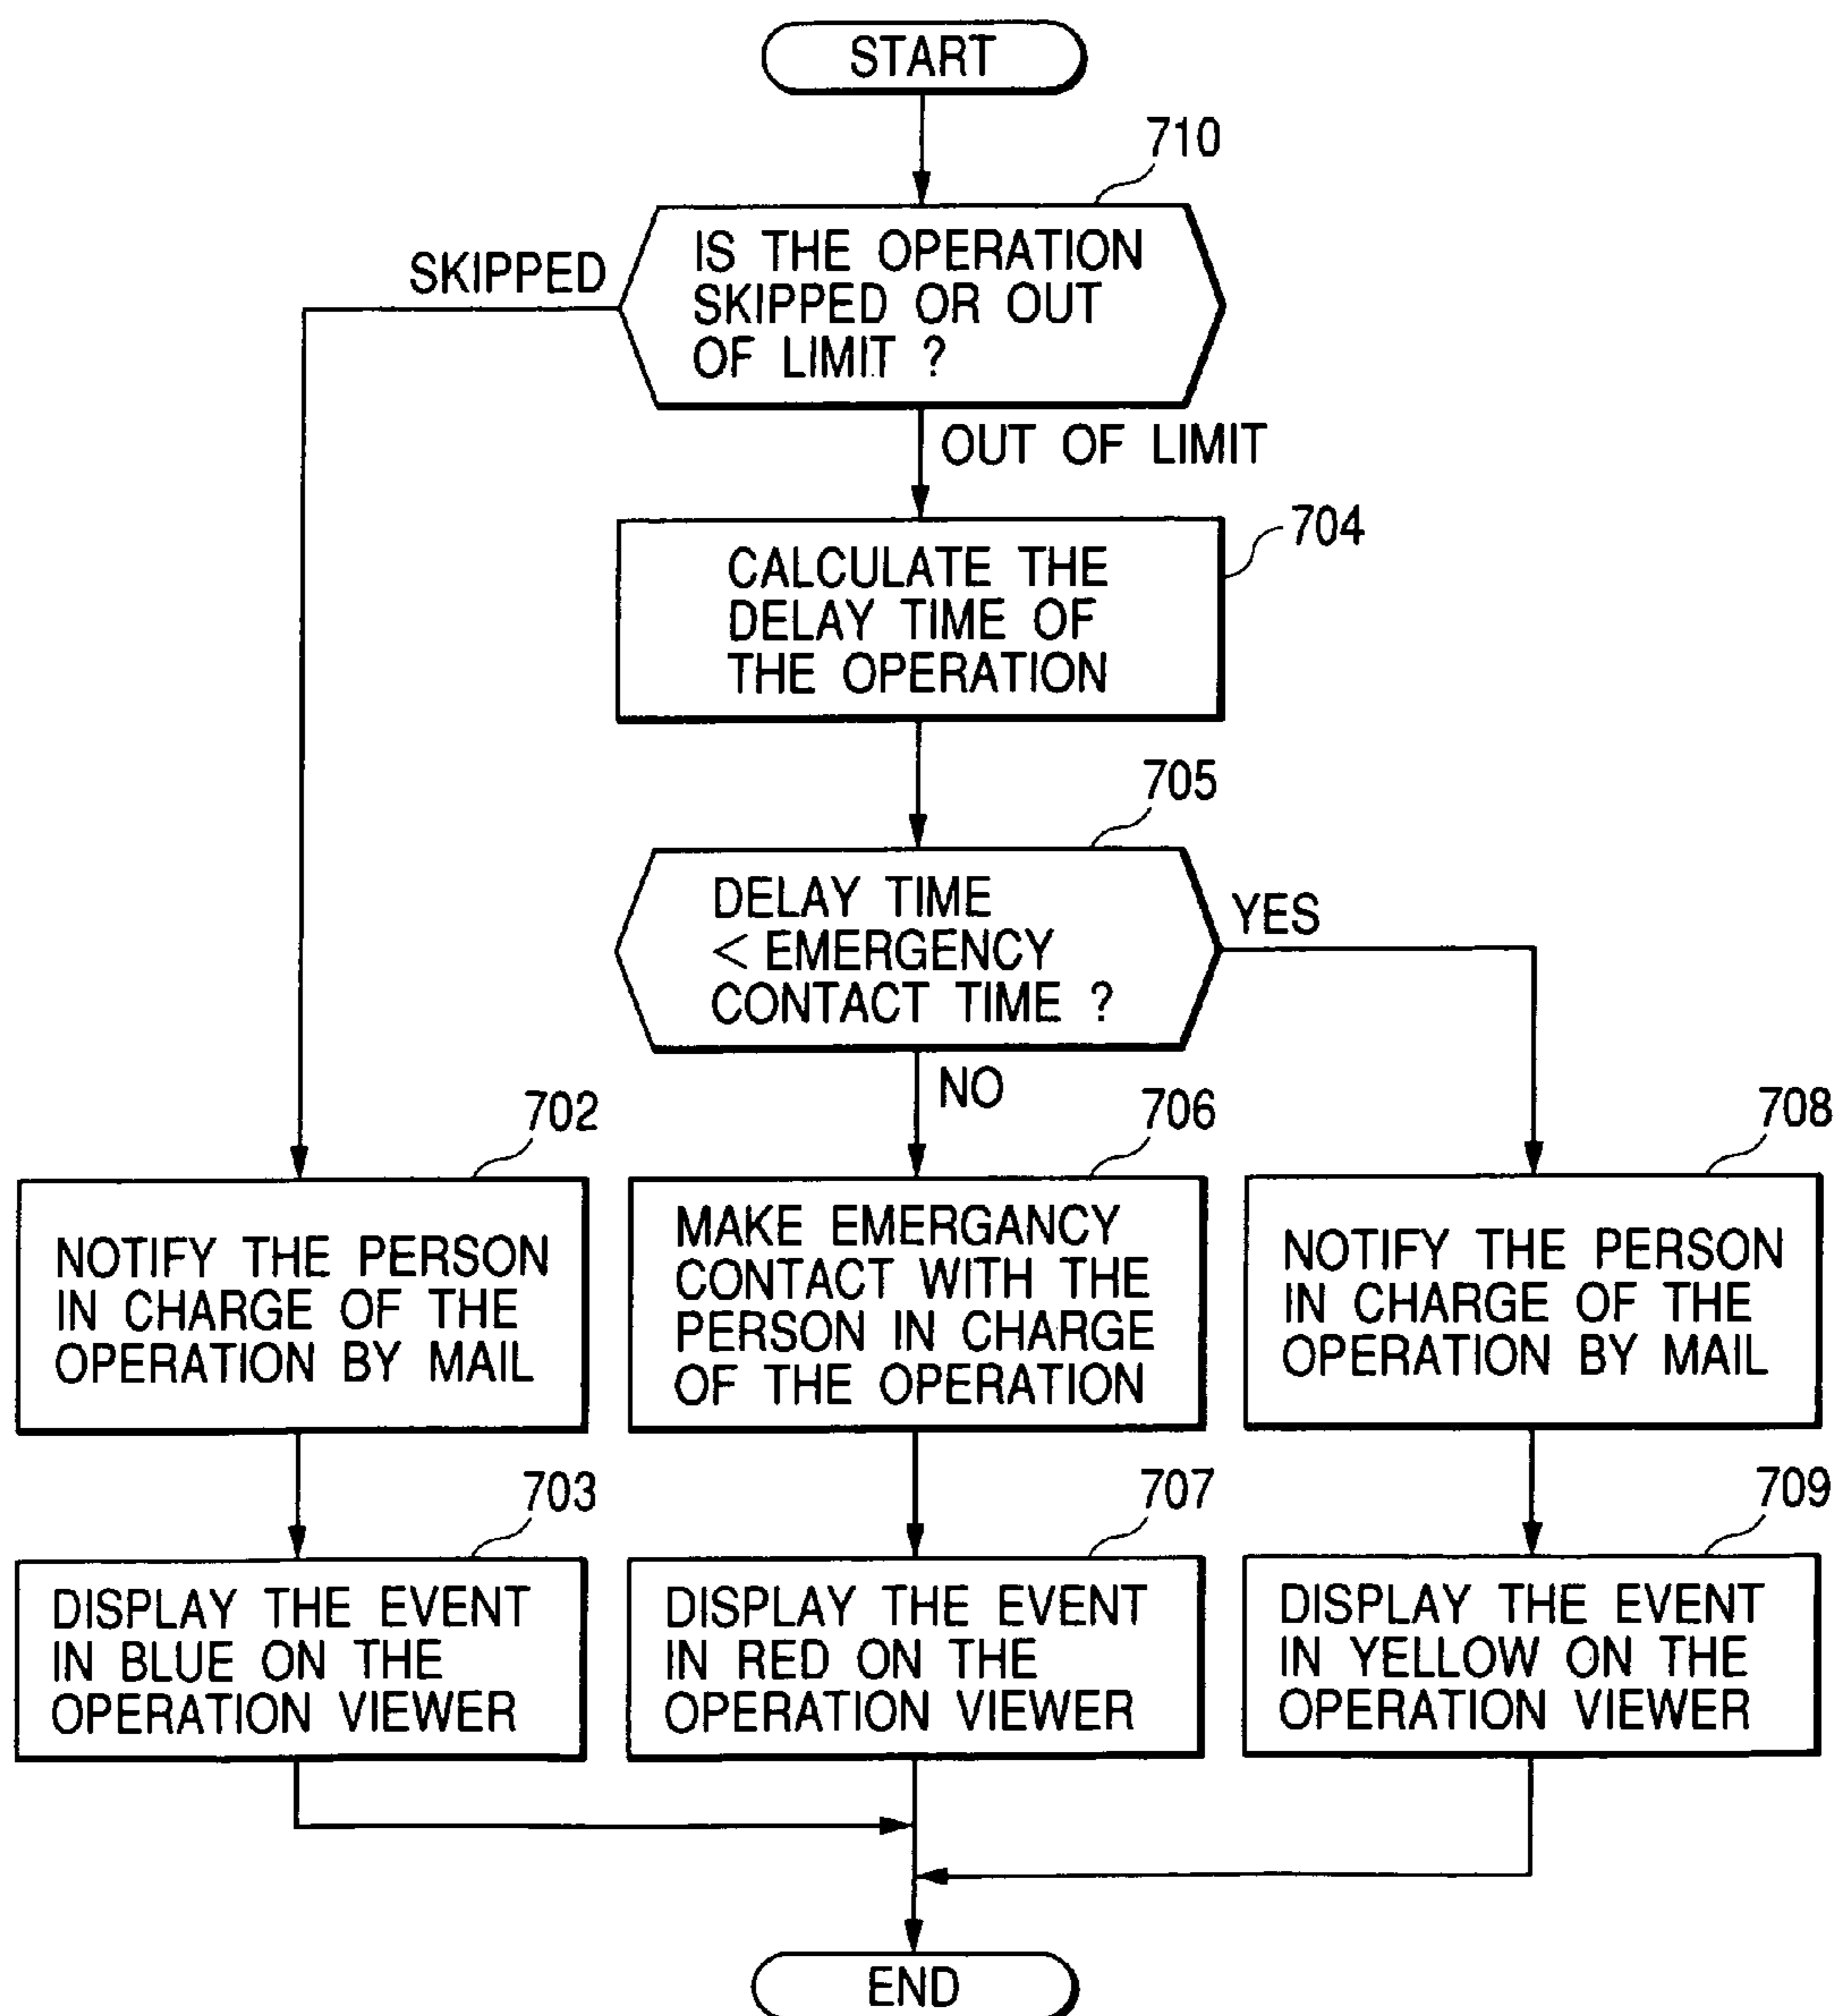 START
710
IS THE OPERATION
SKIPPED OR OUT
OF LIMIT ?
SKIPPED
OUT OF LIMIT
704
CALCULATE THE
DELAY TIME OF
THE OPERATION
705
DELAY TIME
< EMERGENCY
CONTACT TIME ?
YES
NO
702
NOTIFY THE PERSON
IN CHARGE OF THE
OPERATION BY MAIL
706
MAKE EMERGANCY
CONTACT WITH THE
PERSON IN CHARGE
OF THE OPERATION
708
NOTIFY THE PERSON
IN CHARGE OF THE
OPERATION BY MAIL
703
DISPLAY THE EVENT
IN BLUE ON THE
OPERATION VIEWER
707
DISPLAY THE EVENT
IN RED ON THE
OPERATION VIEWER
709
DISPLAY THE EVENT
IN YELLOW ON THE
OPERATION VIEWER
END